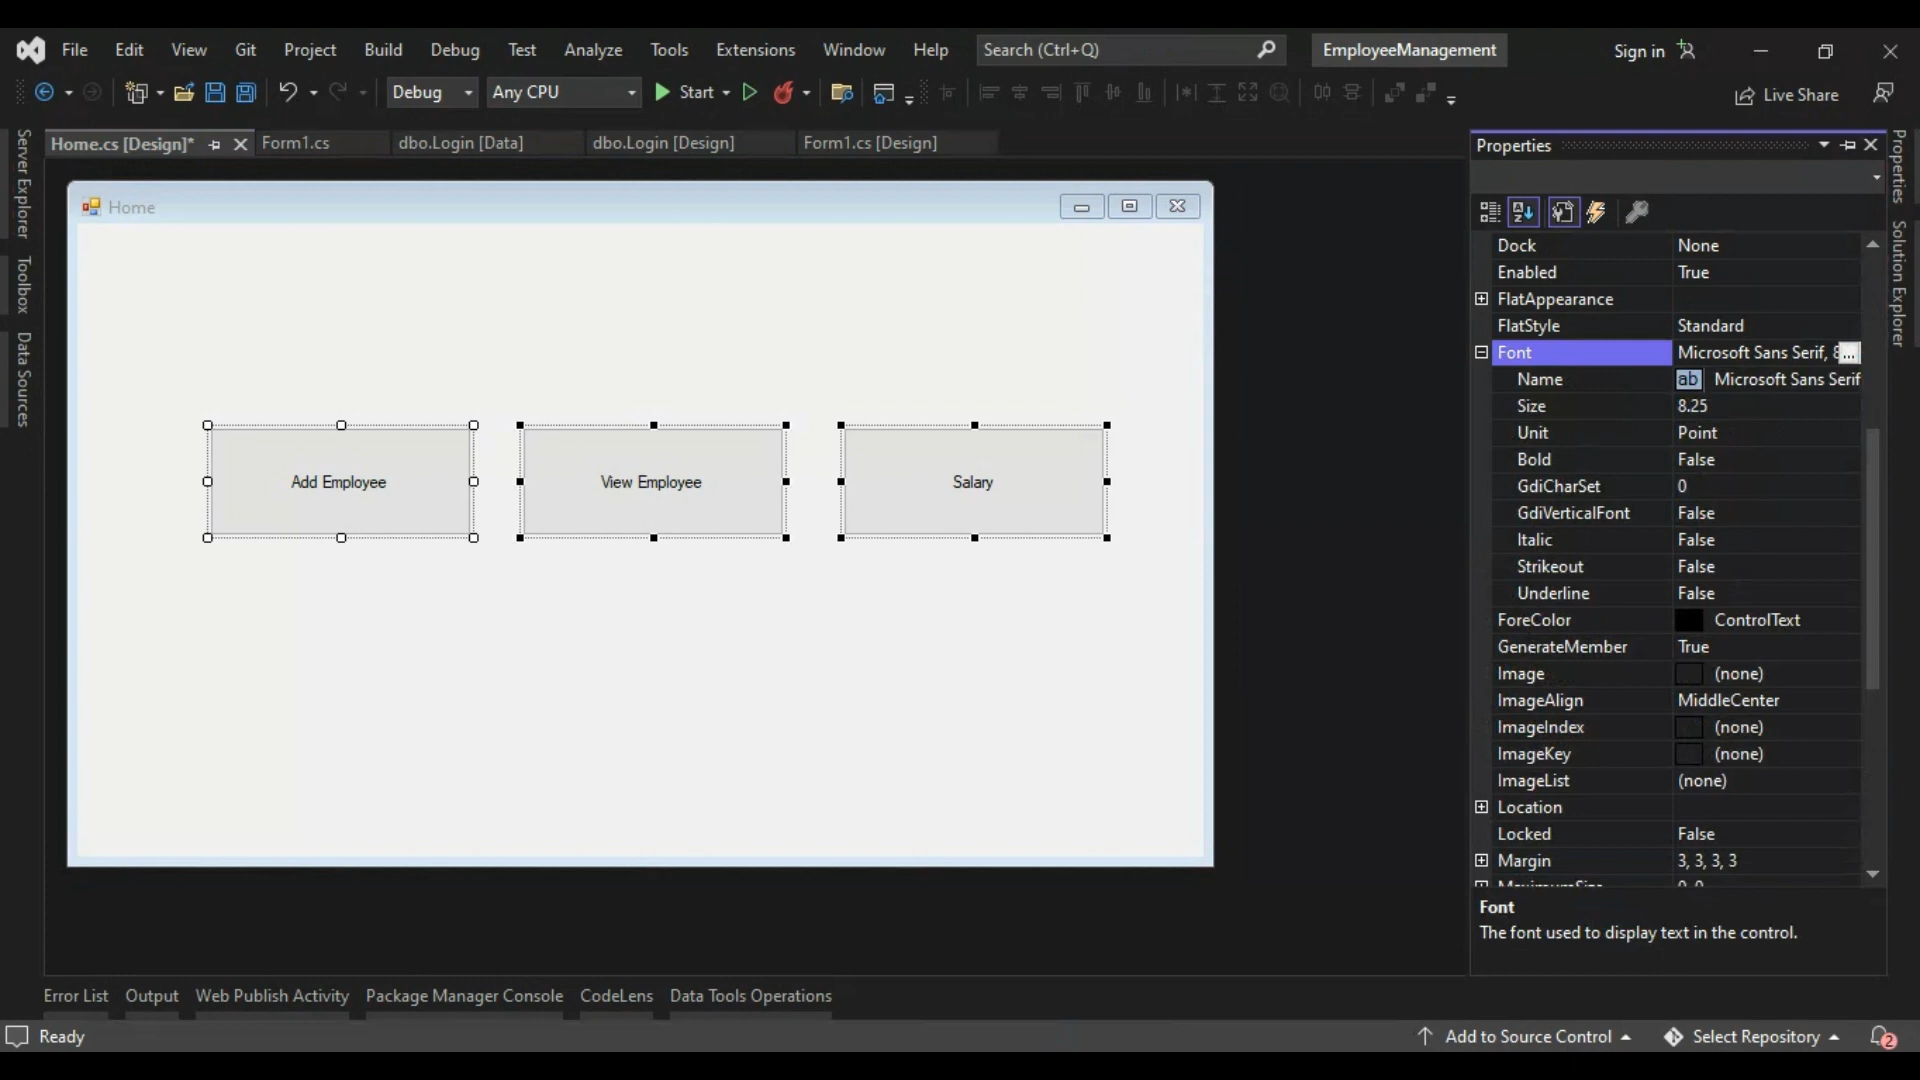 File Edit View Git Project Build Debug Test Analyze Tools Extensions Window Help Search (Ctrl+Q) EmployeeManagement Sign in
Debug Any CPU Start Live Share
Home.cs [Design]* Form1.cs dbo.Login [Data] dbo.Login [Design] Form1.cs [Design]
Server Explorer
Toolbox
Data Sources
Home
Add Employee
View Employee
Salary
Properties
Dock None
Enabled True
FlatAppearance
FlatStyle Standard
Font Microsoft Sans Serif, 8 ...
Name ab Microsoft Sans Serif
Size 8.25
Unit Point
Bold False
GdiCharSet 0
GdiVerticalFont False
Italic False
Strikeout False
Underline False
ForeColor ControlText
GenerateMember True
Image (none)
ImageAlign MiddleCenter
ImageIndex (none)
ImageKey (none)
ImageList (none)
Location
Locked False
Margin 3, 3, 3, 3
Font
The font used to display text in the control.
Properties
Solution Explorer
Error List Output Web Publish Activity Package Manager Console CodeLens Data Tools Operations
Ready Add to Source Control Select Repository 2